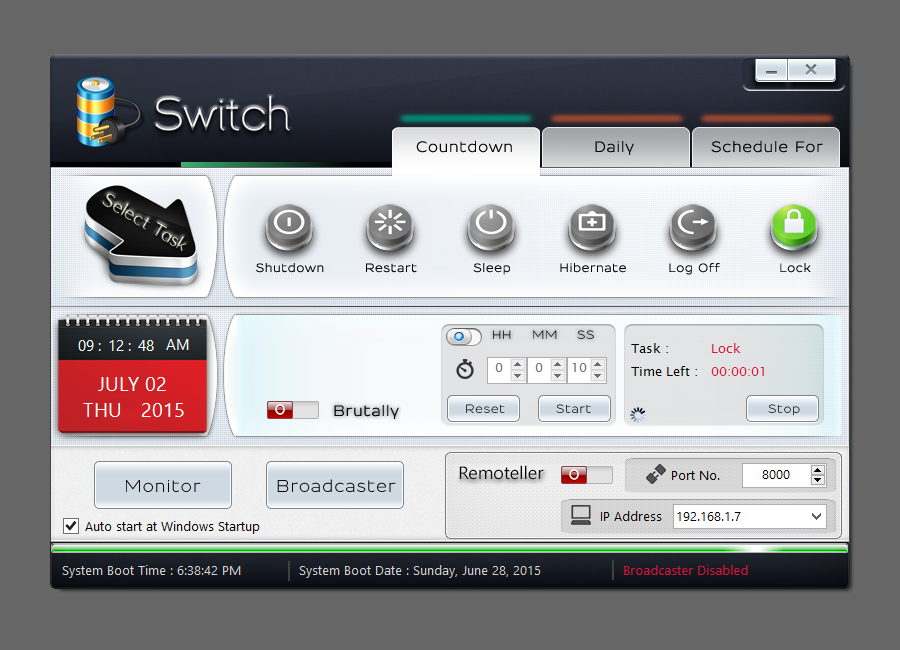 Switch
Countdown
Daily
Schedule For
Select Task
Shutdown
Restart
Sleep
Hibernate
Log Off
Lock
09: 12: 48 AM
JULY 02
THU 2015
O
Brutally
HH MM SS
0 0 10
Reset
Start
Task : Lock
Time Left : 00:00:01
Stop
Monitor
Broadcaster
Auto start at Windows Startup
Remoteller
O
Port No. 8000
IP Address 192.168.1.7
System Boot Time : 6:38:42 PM
System Boot Date : Sunday, June 28, 2015
Broadcaster Disabled